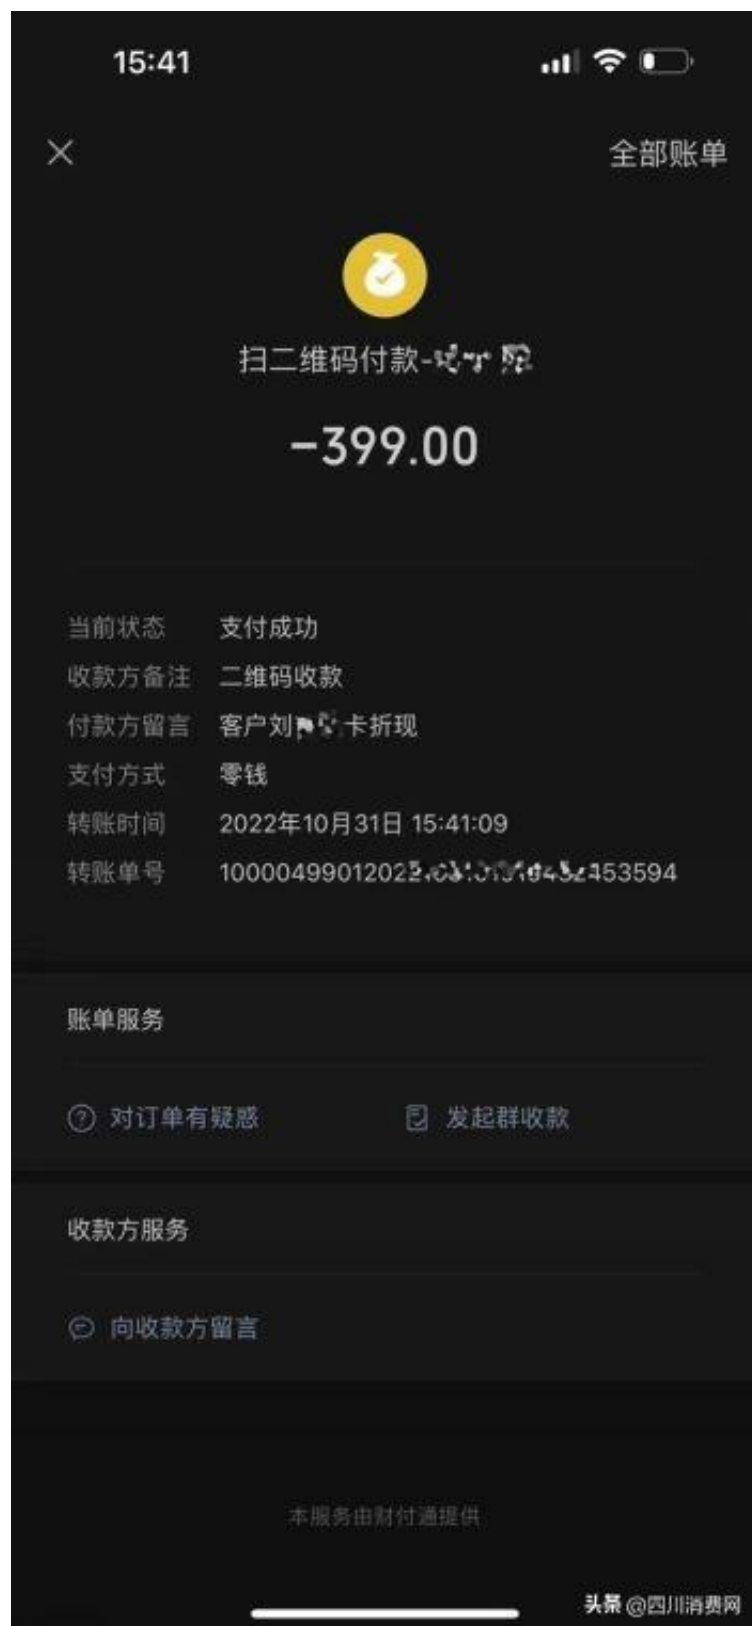 15:41
全部账单
扫二维码付款-
-399.00
当前状态 支付成功
收款方备注 二维码收款
付款方留言 客户刘 卡折现
支付方式 零钱
转账时间 2022年10月31日 15:41:09
转账单号
账单服务
对订单有疑惑 发起群收款
收款方服务
向收款方留言
本服务由财付通提供
头条 @四川消费网